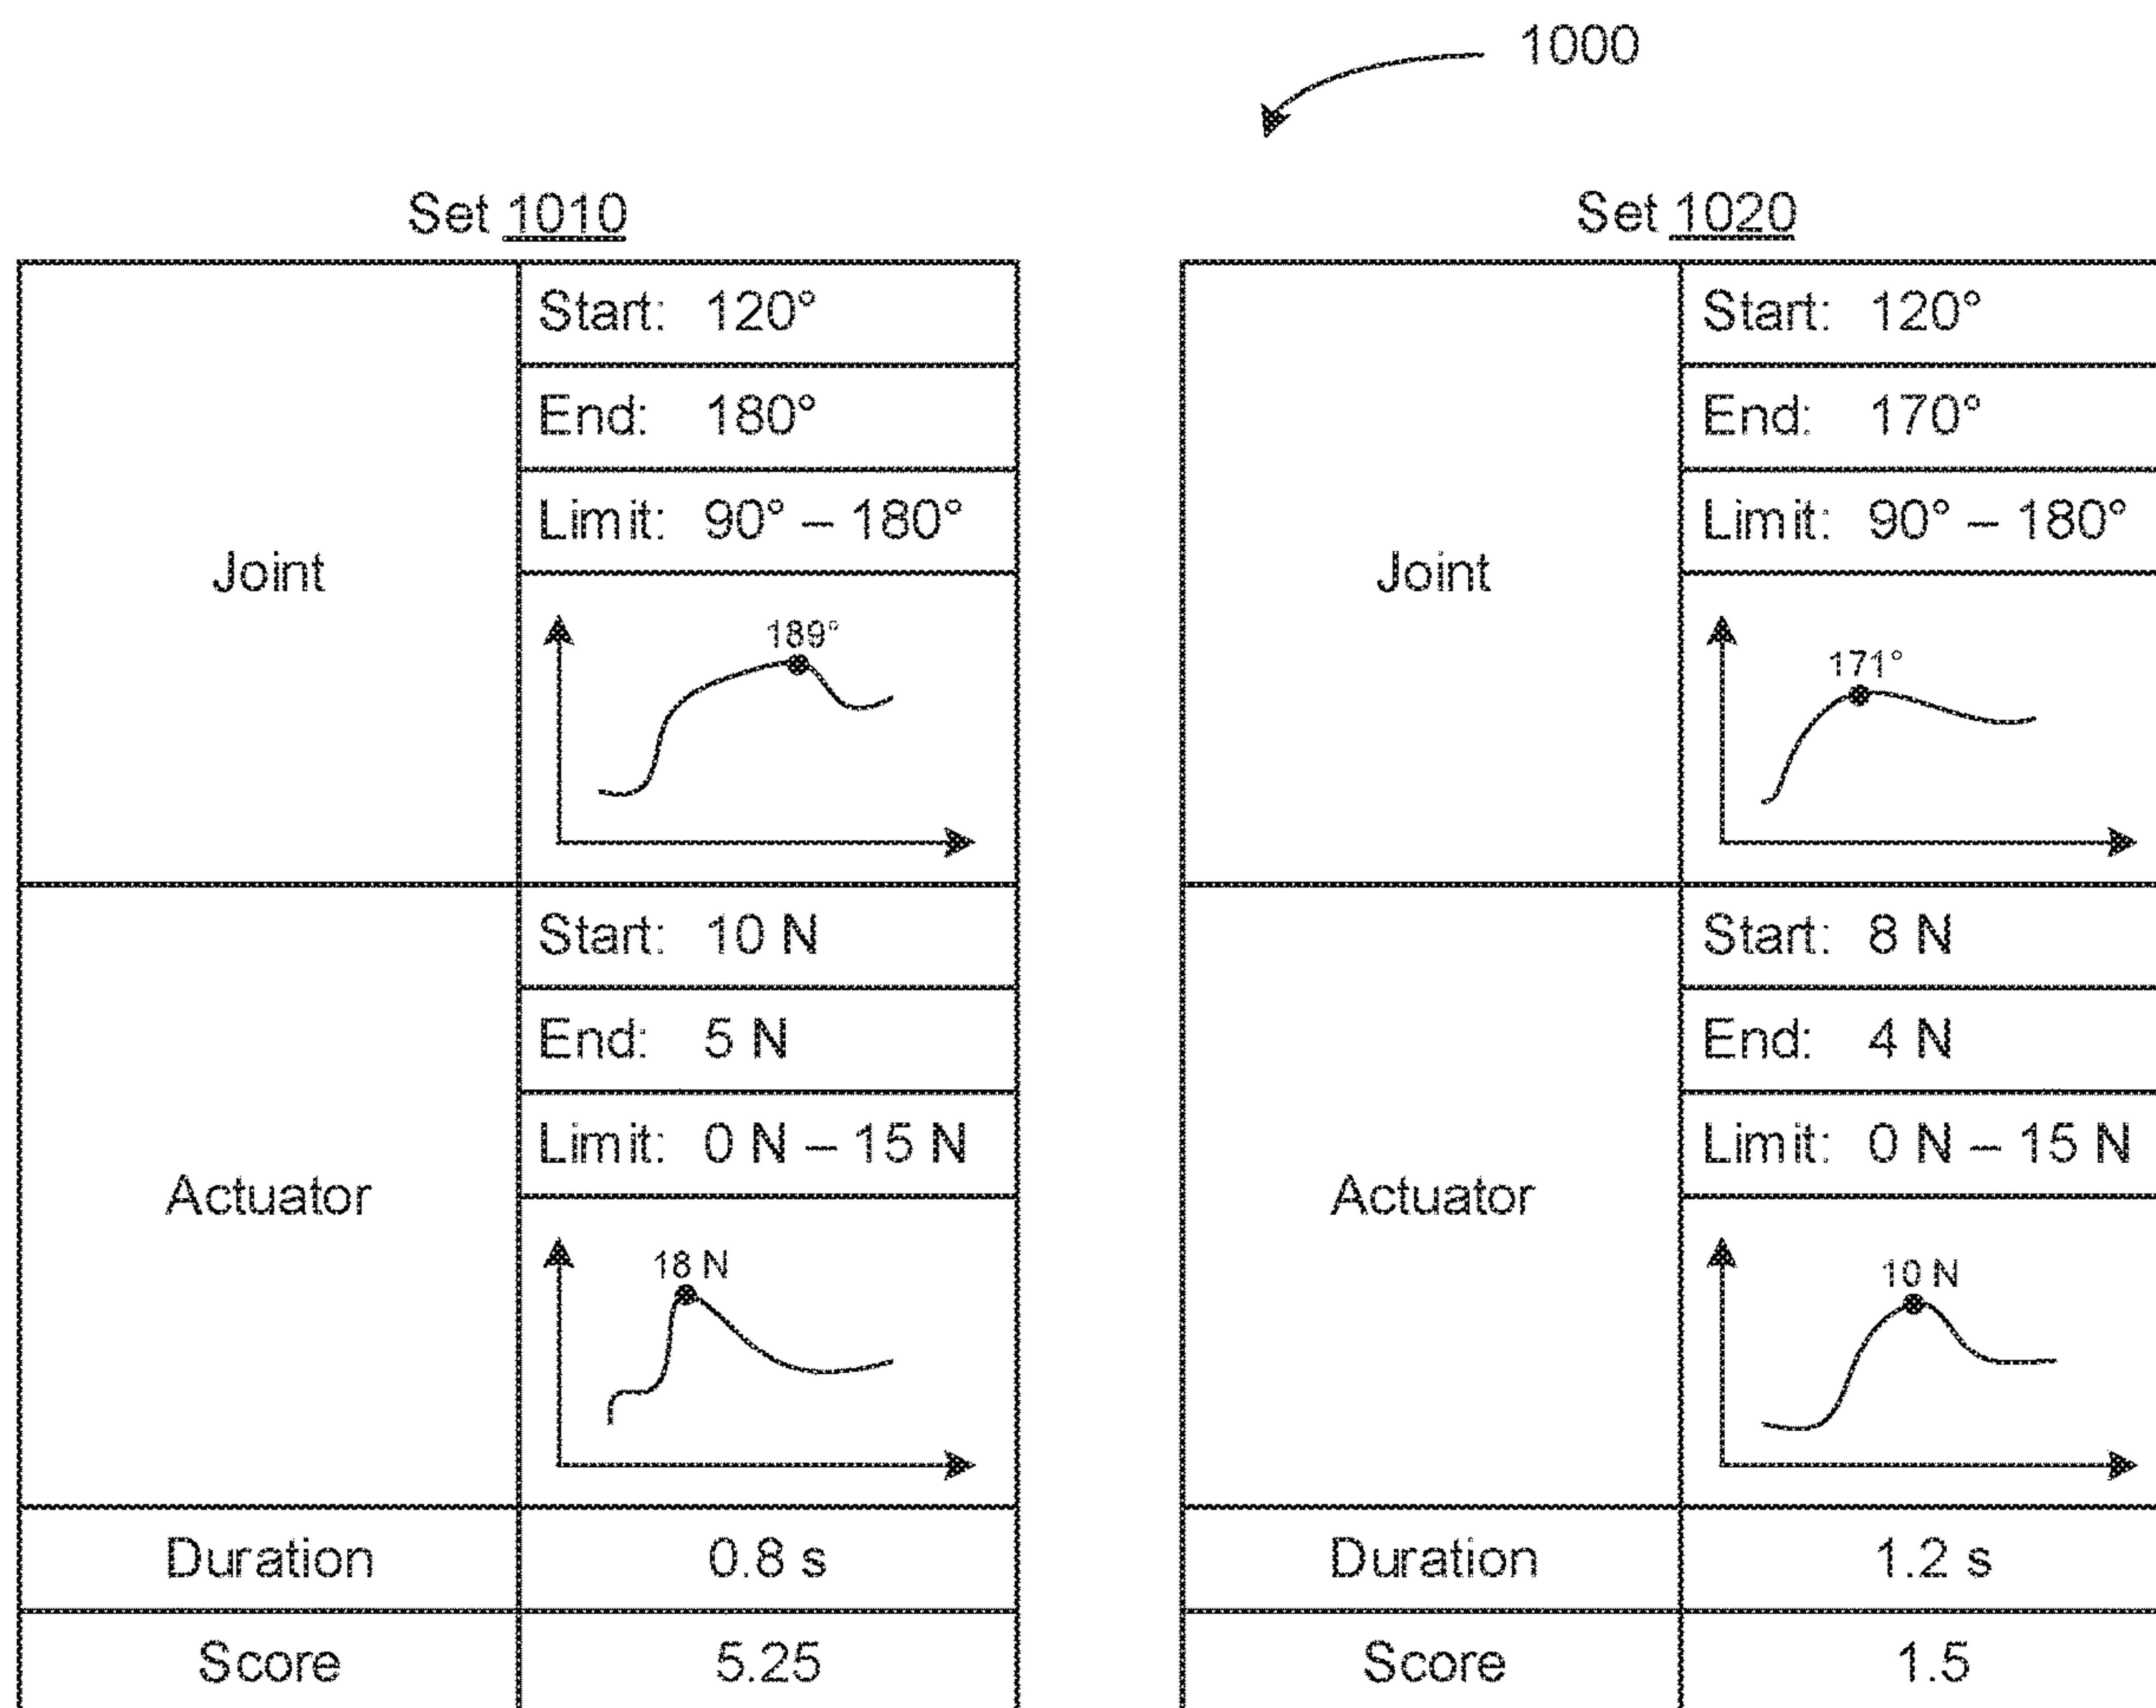 1000
Set 1010
Joint
Start: 120°
End: 180°
Limit: 90° – 180°
189°
Actuator
Start: 10 N
End: 5 N
Limit: 0 N – 15 N
18 N
Duration 0.8 s
Score 5.25
Set 1020
Joint
Start: 120°
End: 170°
Limit: 90° – 180°
171°
Actuator
Start: 8 N
End: 4 N
Limit: 0 N – 15 N
10 N
Duration 1.2 s
Score 1.5